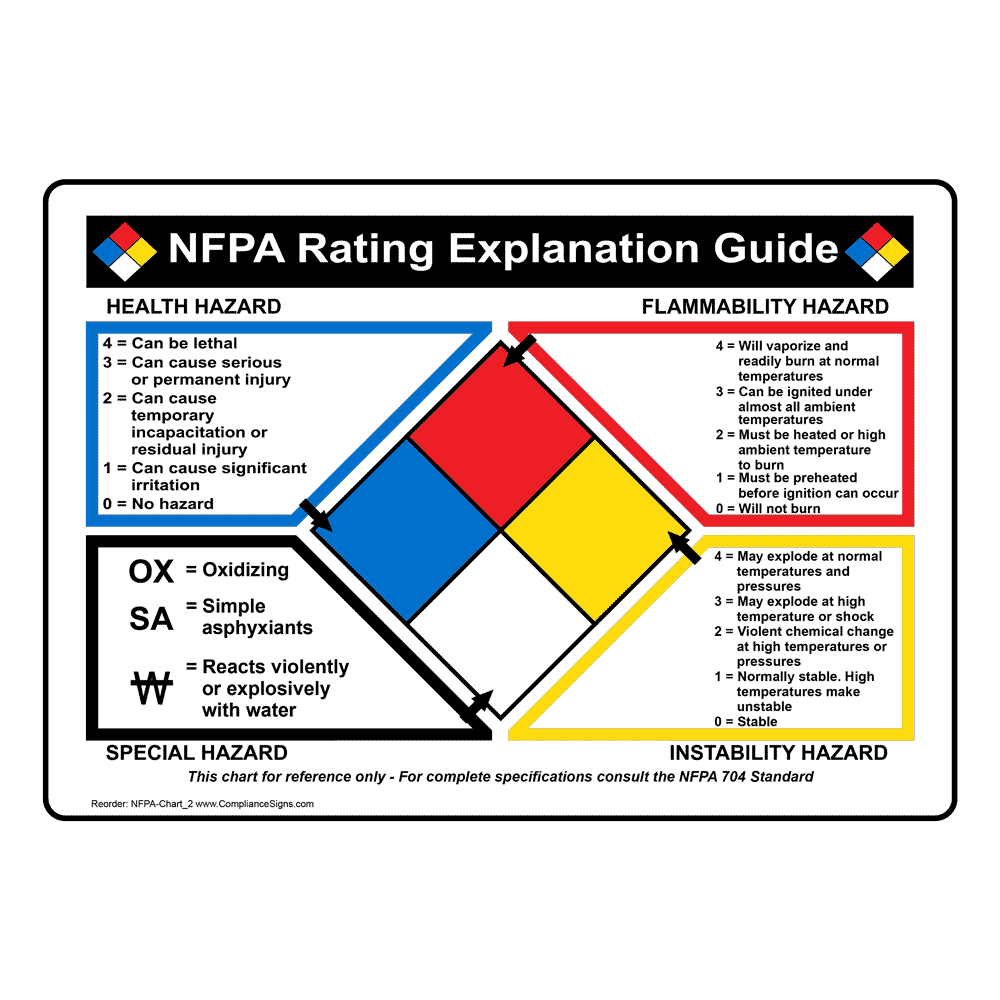 NFPA Rating Explanation Guide
HEALTH HAZARD
4 = Can be lethal
3 = Can cause serious
or permanent injury
2 = Can cause
temporary
incapacitation or
residual injury
1 = Can cause significant
irritation
0 = No hazard
FLAMMABILITY HAZARD
4 = Will vaporize and
readily burn at normal
temperatures
3 = Can be ignited under
almost all ambient
temperatures
2 = Must be heated or high
ambient temperature
to burn
1 = Must be preheated
before ignition can occur
0 = Will not burn
OX = Oxidizing
SA = Simple
asphyxiants
W = Reacts violently
or explosively
with water
SPECIAL HAZARD
4 = May explode at normal
temperatures and
pressures
3 = May explode at high
temperature or shock
2 = Violent chemical change
at high temperatures or
pressures
1 = Normally stable. High
temperatures make
unstable
0 = Stable
INSTABILITY HAZARD
This chart for reference only - For complete specifications consult the NFPA 704 Standard
Reorder: NFPA-Chart_2 www.ComplianceSigns.com